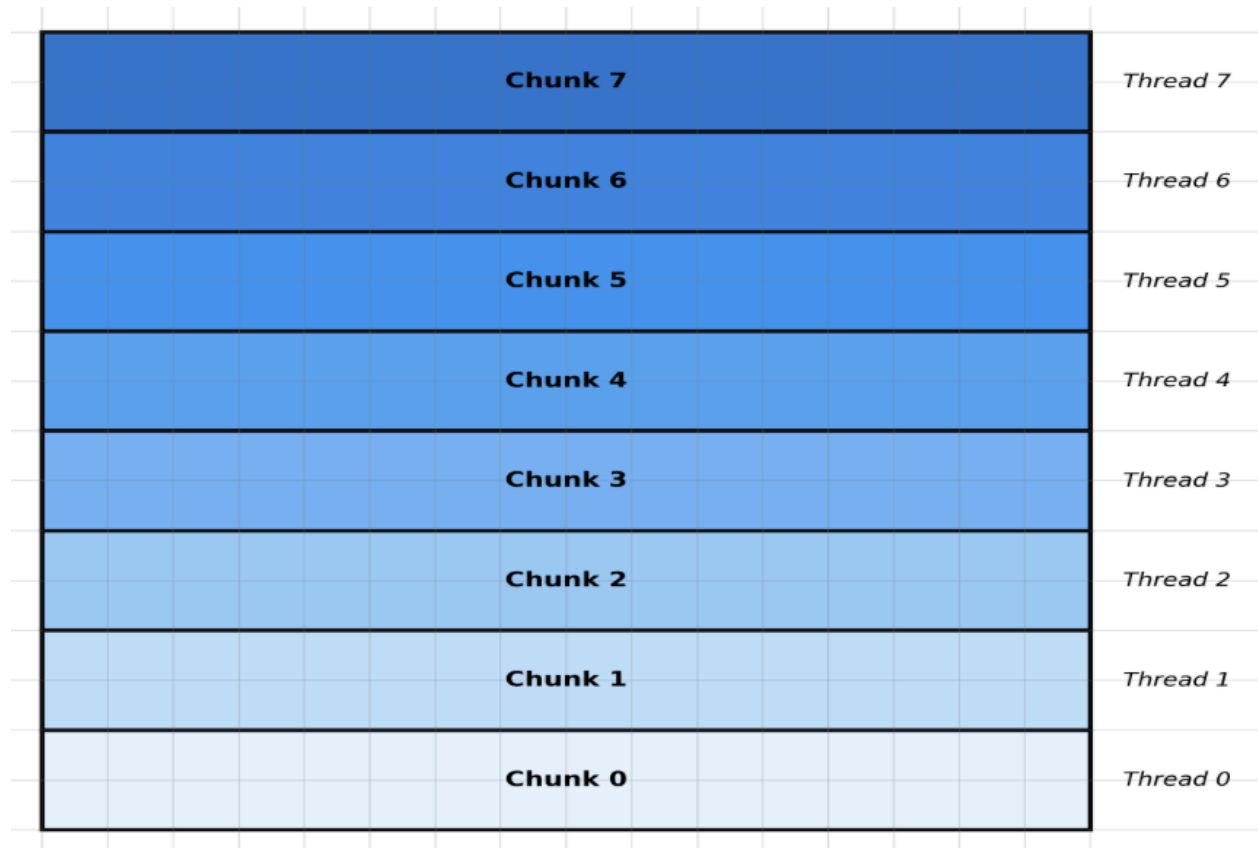 Chunk 7 Thread 7
Chunk 6 Thread 6
Chunk 5 Thread 5
Chunk 4 Thread 4
Chunk 3 Thread 3
Chunk 2 Thread 2
Chunk 1 Thread 1
Chunk 0 Thread 0